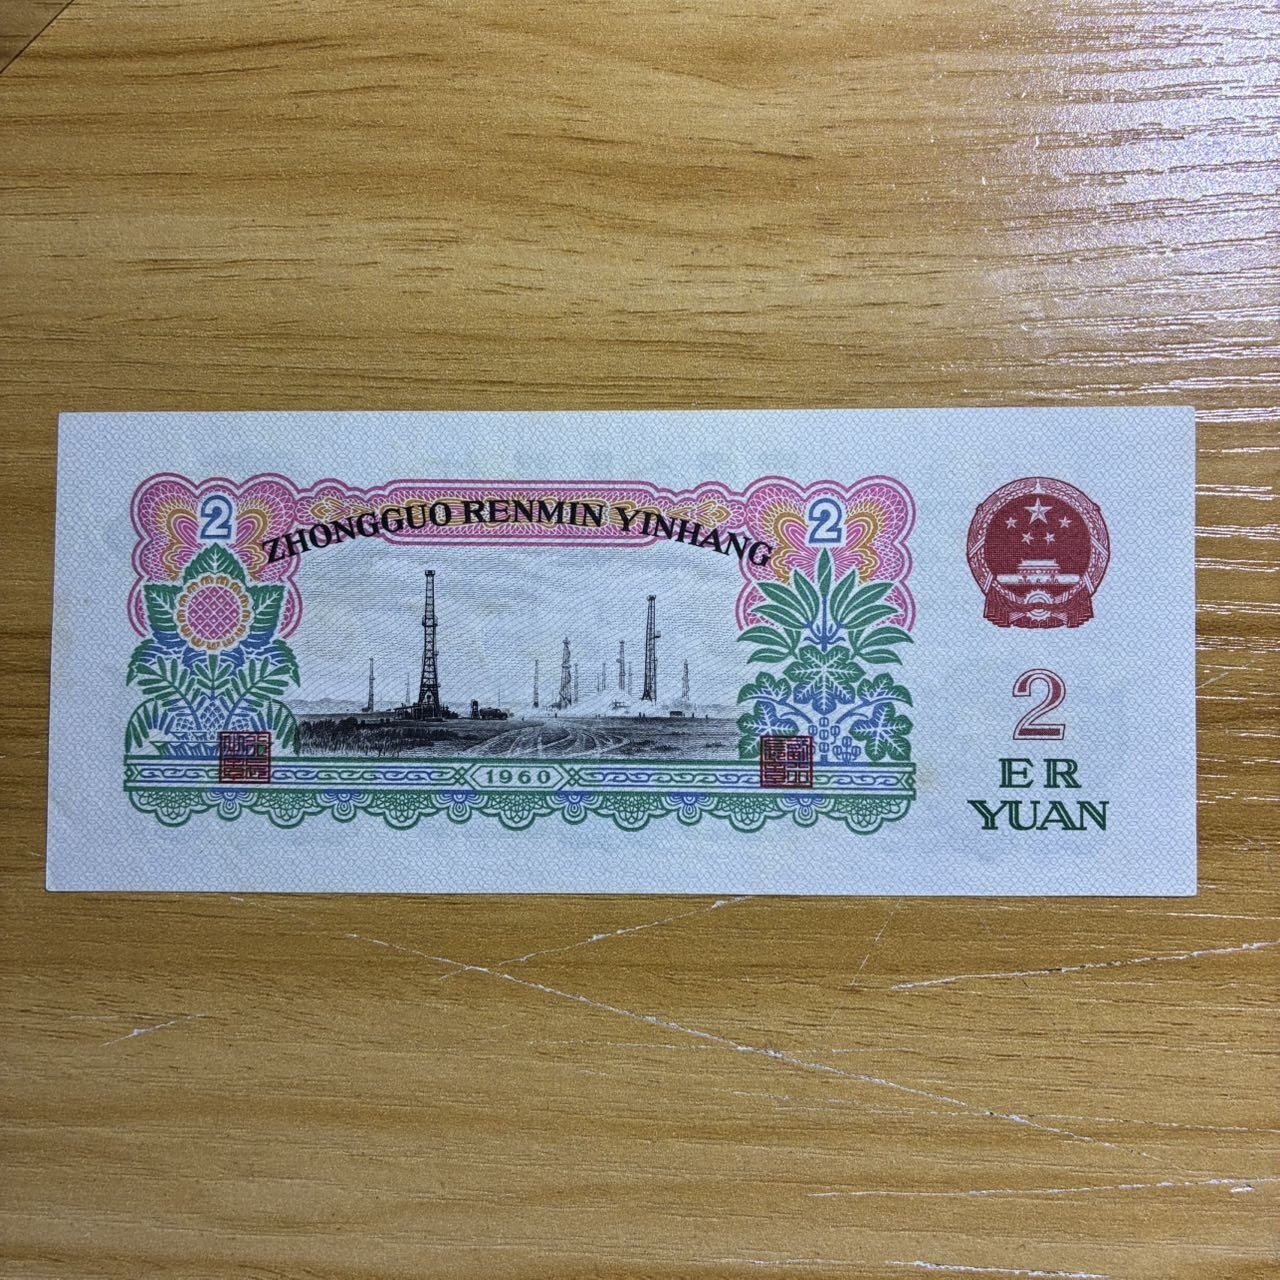 2
2
ZHONGGUO RENMIN YINHANG
1960
2
ER
YUAN